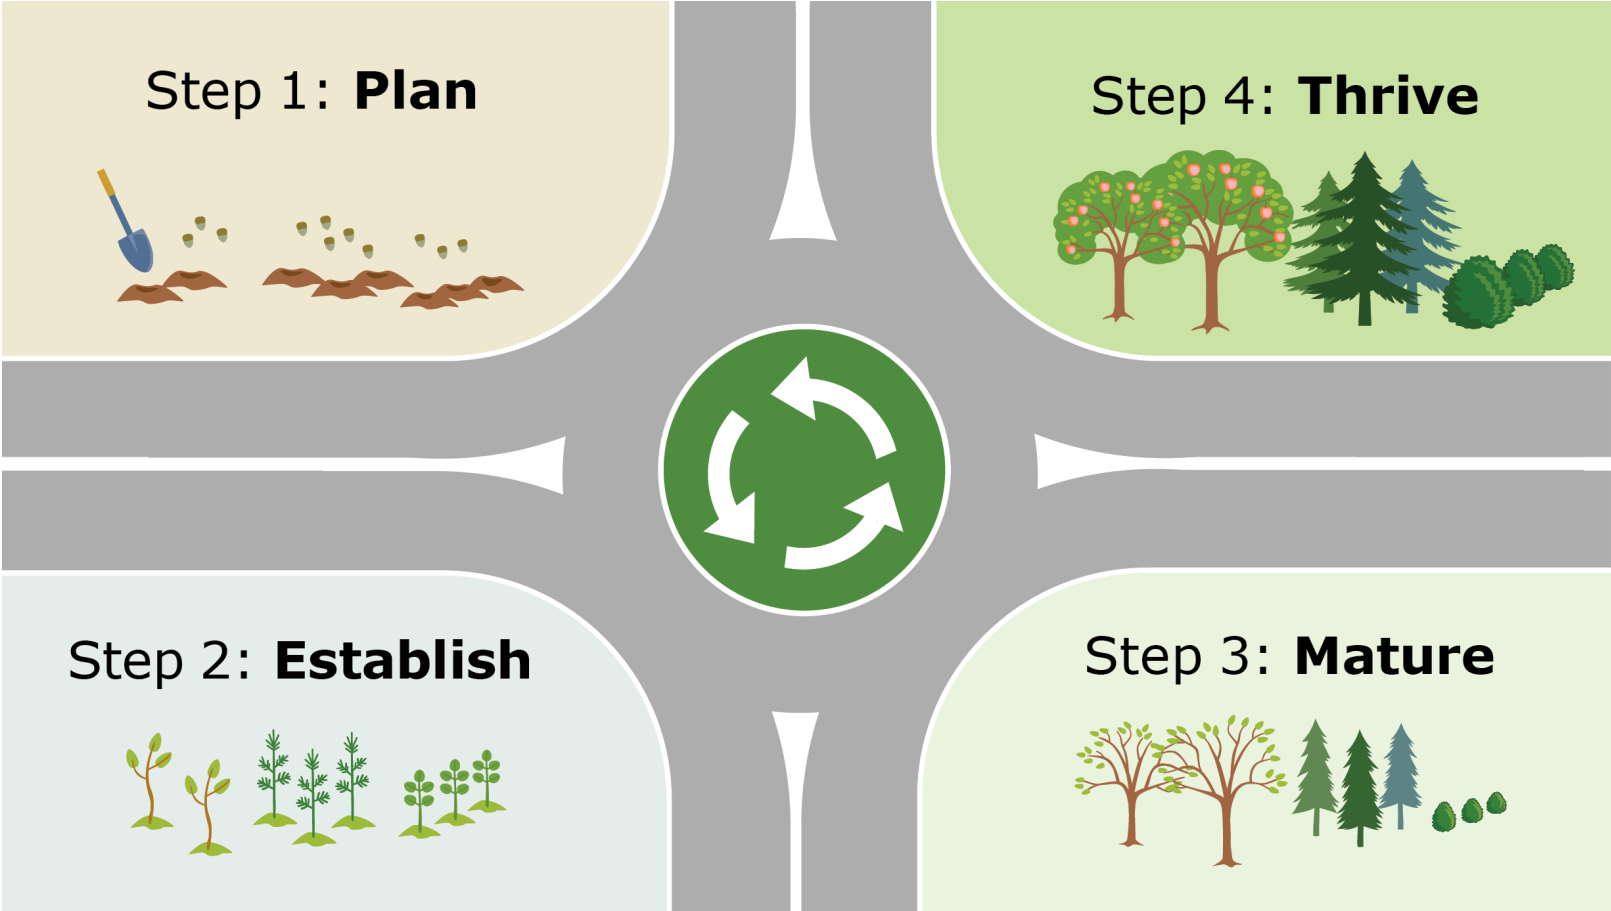 Step 1: Plan
Step 4: Thrive
Step 2: Establish
Step 3: Mature